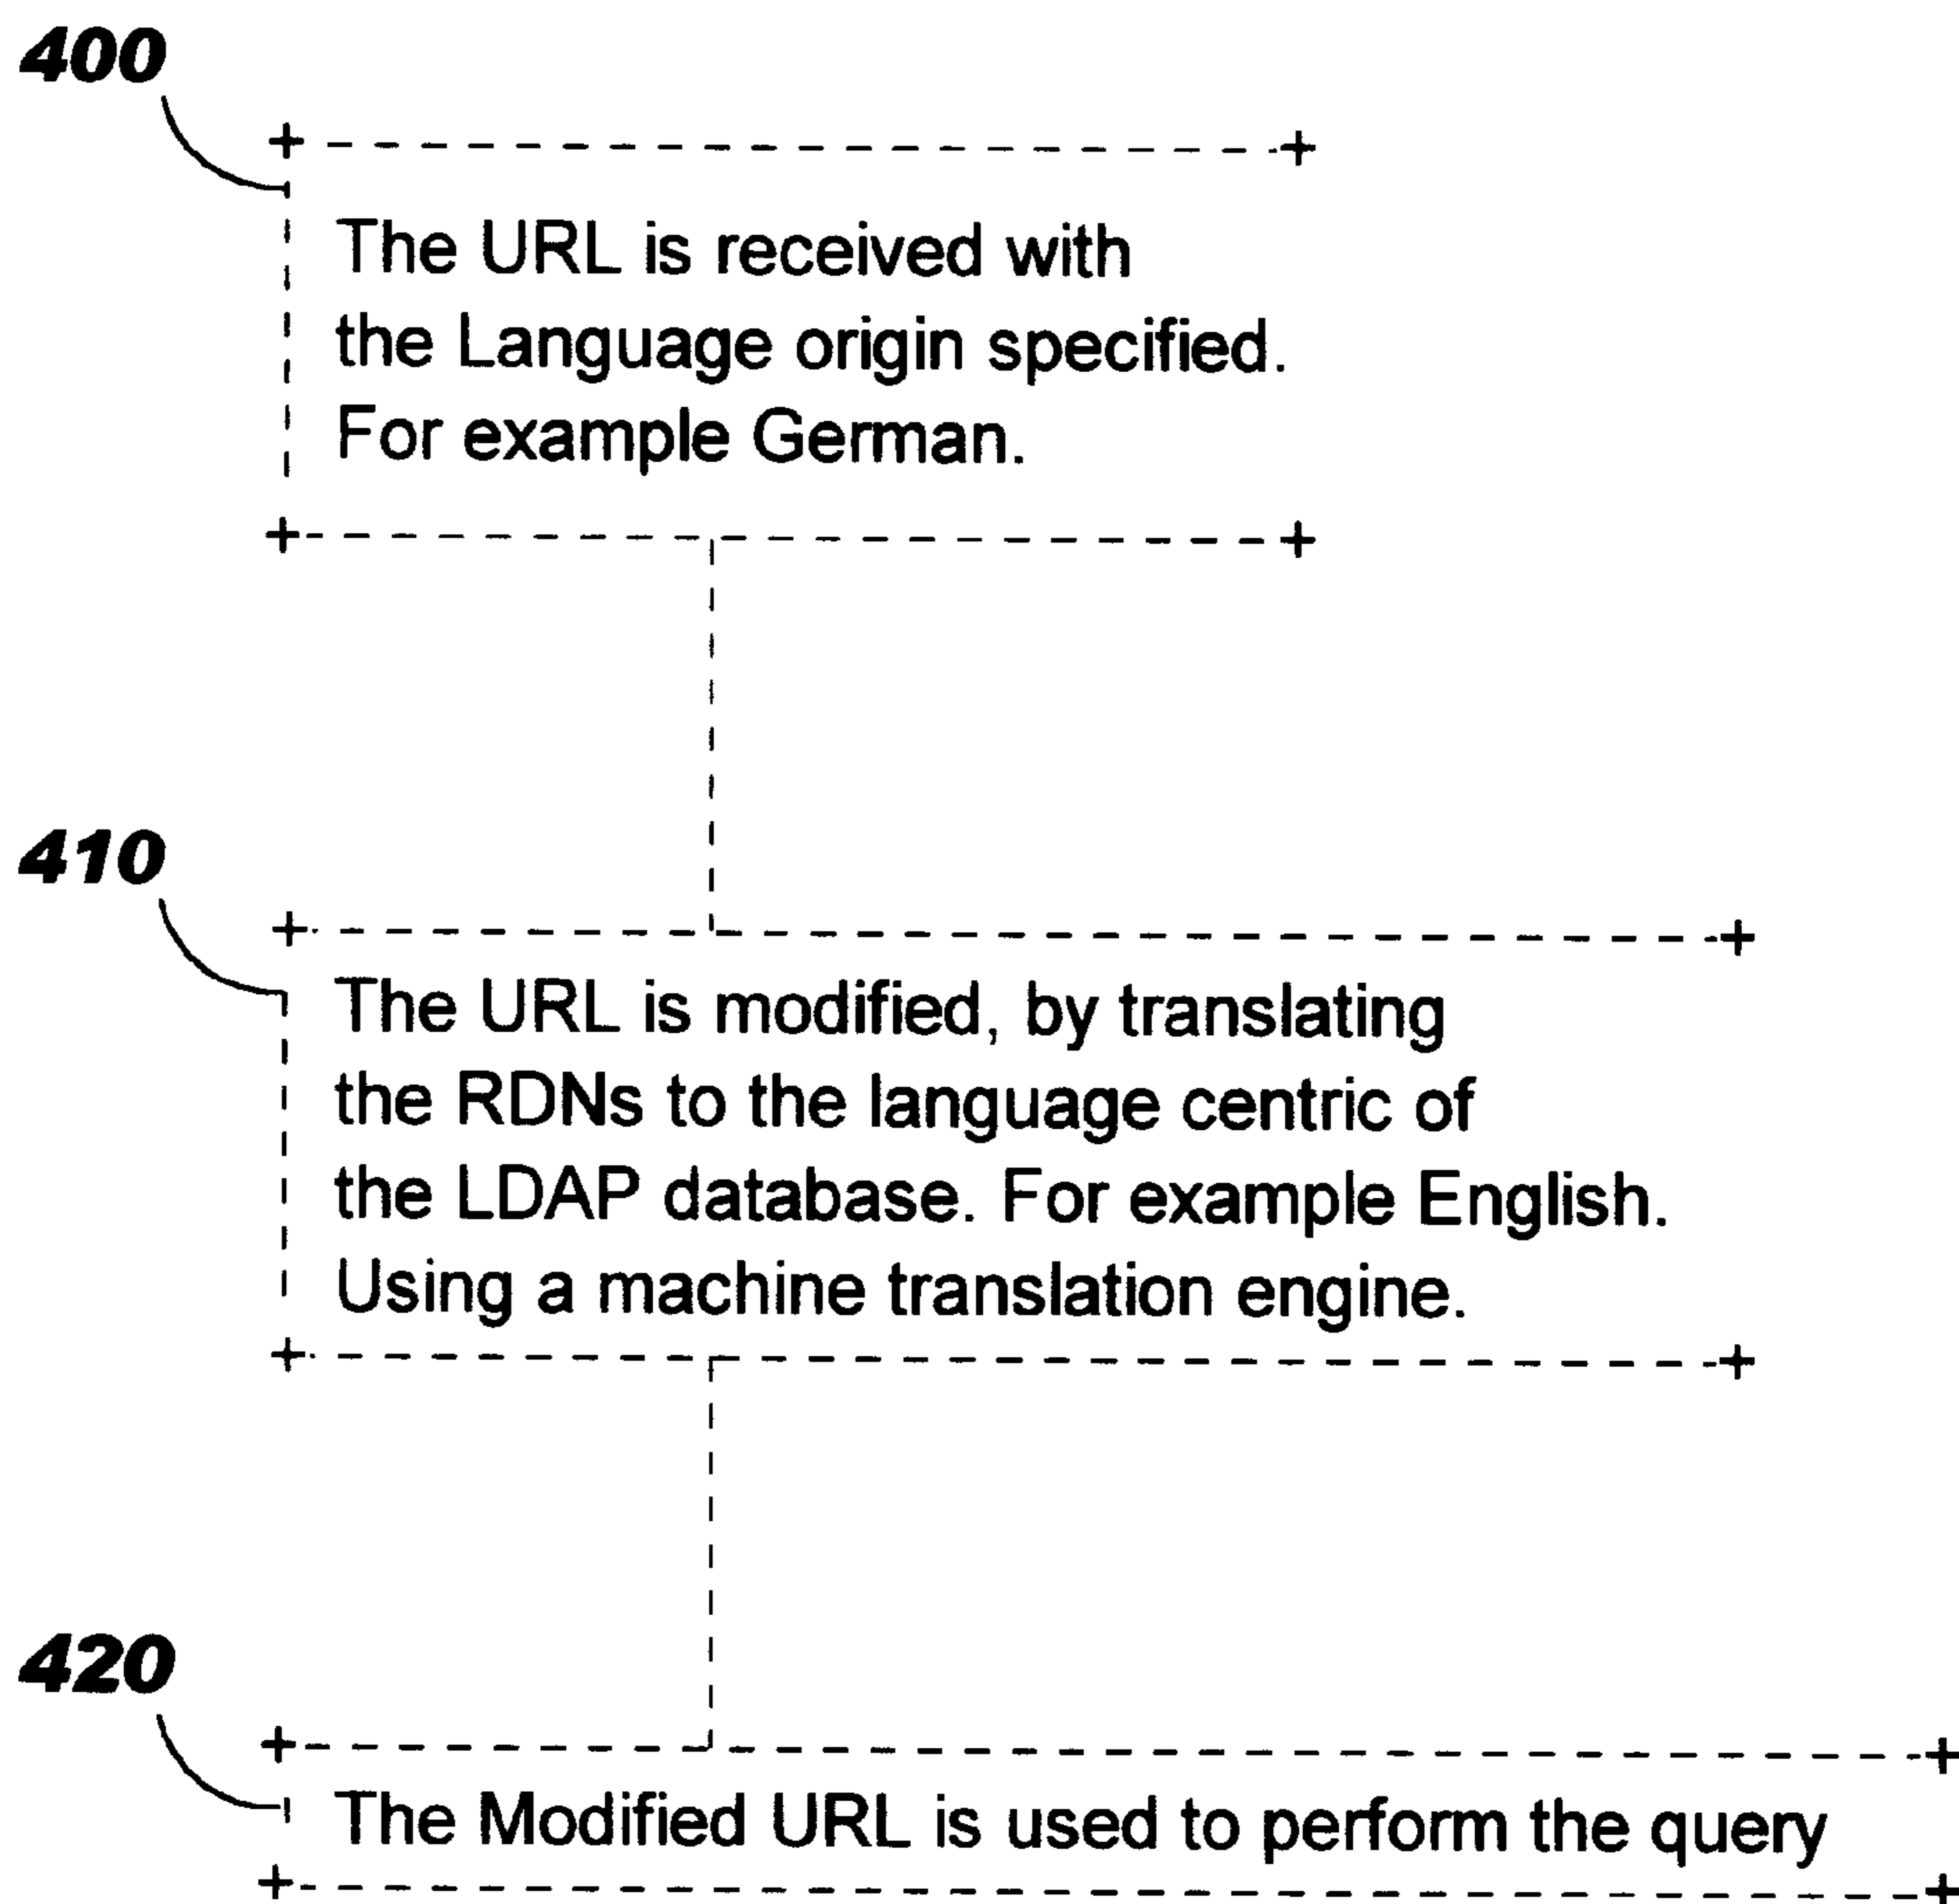 400
The URL is received with
the Language origin specified.
For example German.
410
The URL is modified, by translating
the RDNs to the language centric of
the LDAP database. For example English.
Using a machine translation engine.
420
The Modified URL is used to perform the query